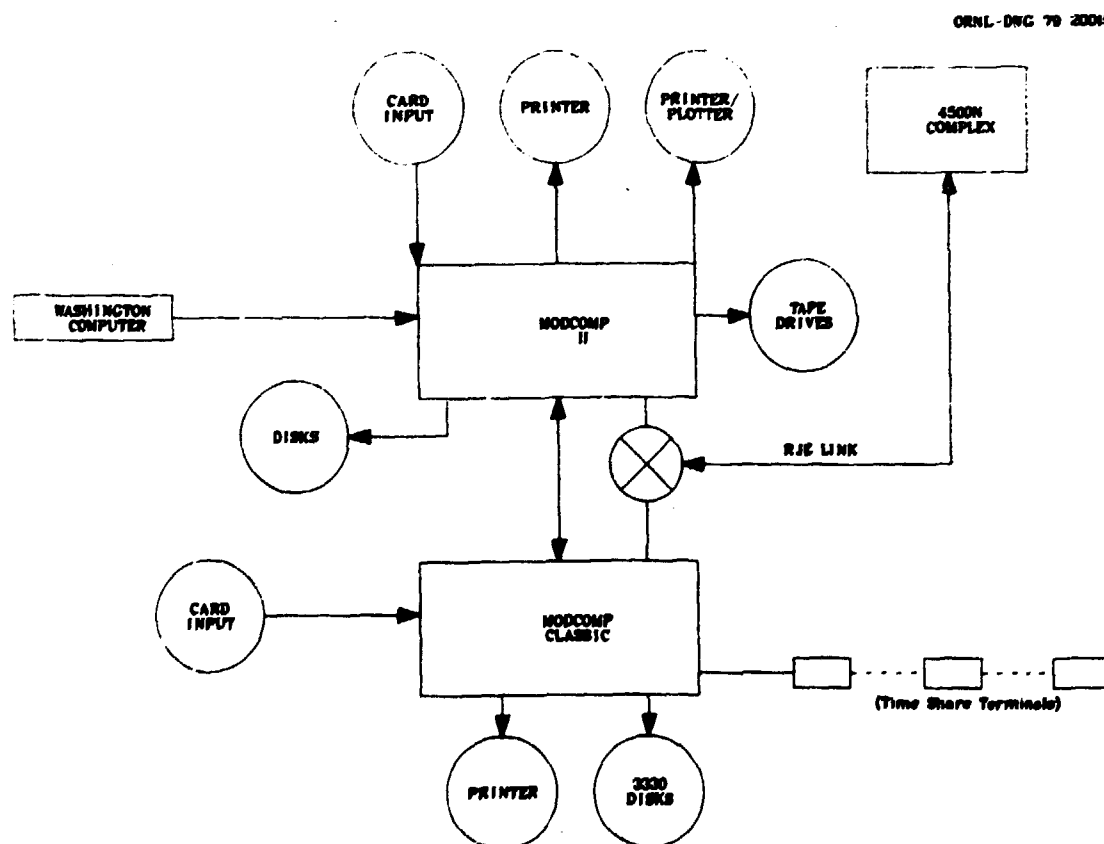 ORNL-DWG 79 2001
CARD
INPUT
PRINTER
PRINTER/
PLOTTER
4500N
COMPLEX
WASHINGTON
COMPUTER
MODCOMP
II
TAPE
DRIVES
DISKS
RJE LINK
CARD
INPUT
MODCOMP
CLASSIC
(Time Share Terminals)
PRINTER
3330
DISKS